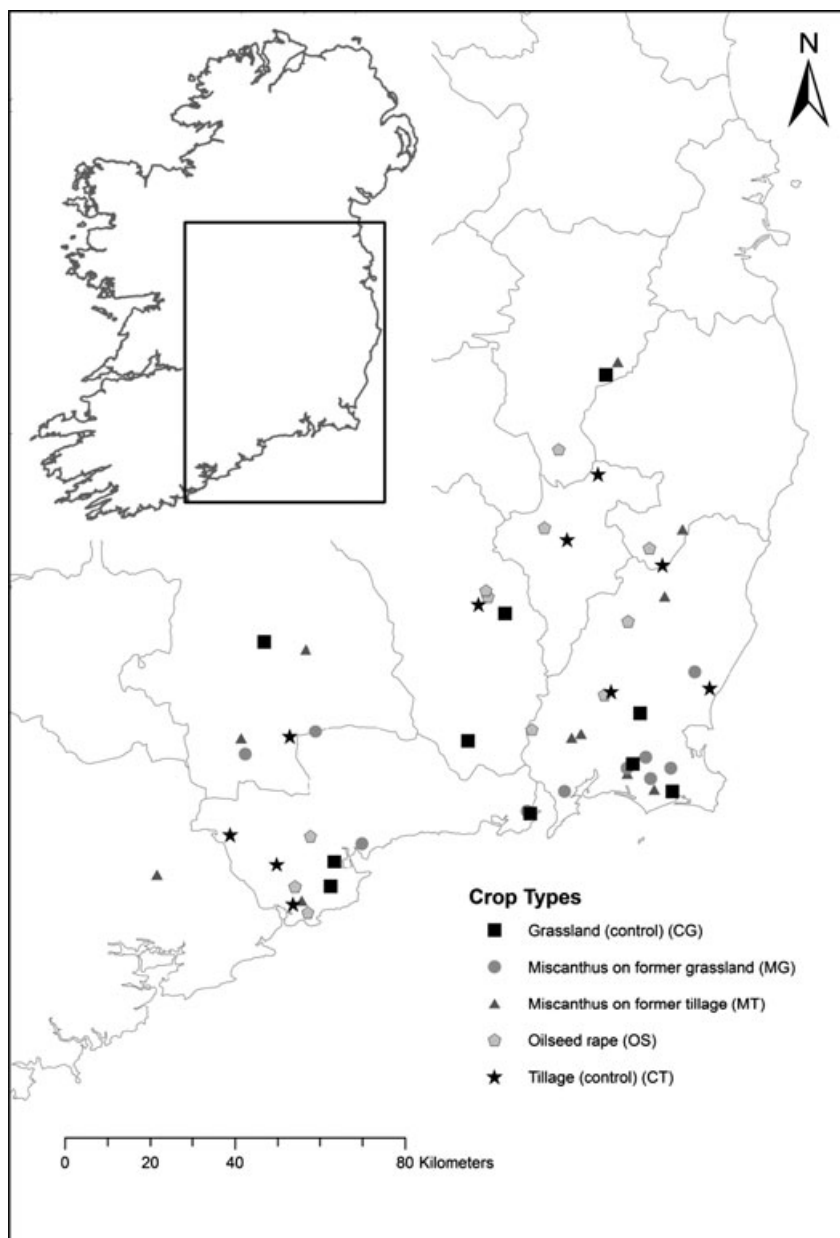 N
Crop Types
Grassland (control) (CG)
Miscanthus on former grassland (MG)
Miscanthus on former tillage (MT)
Oilseed rape (OS)
Tillage (control) (CT)
0 20 40 80 Kilometers